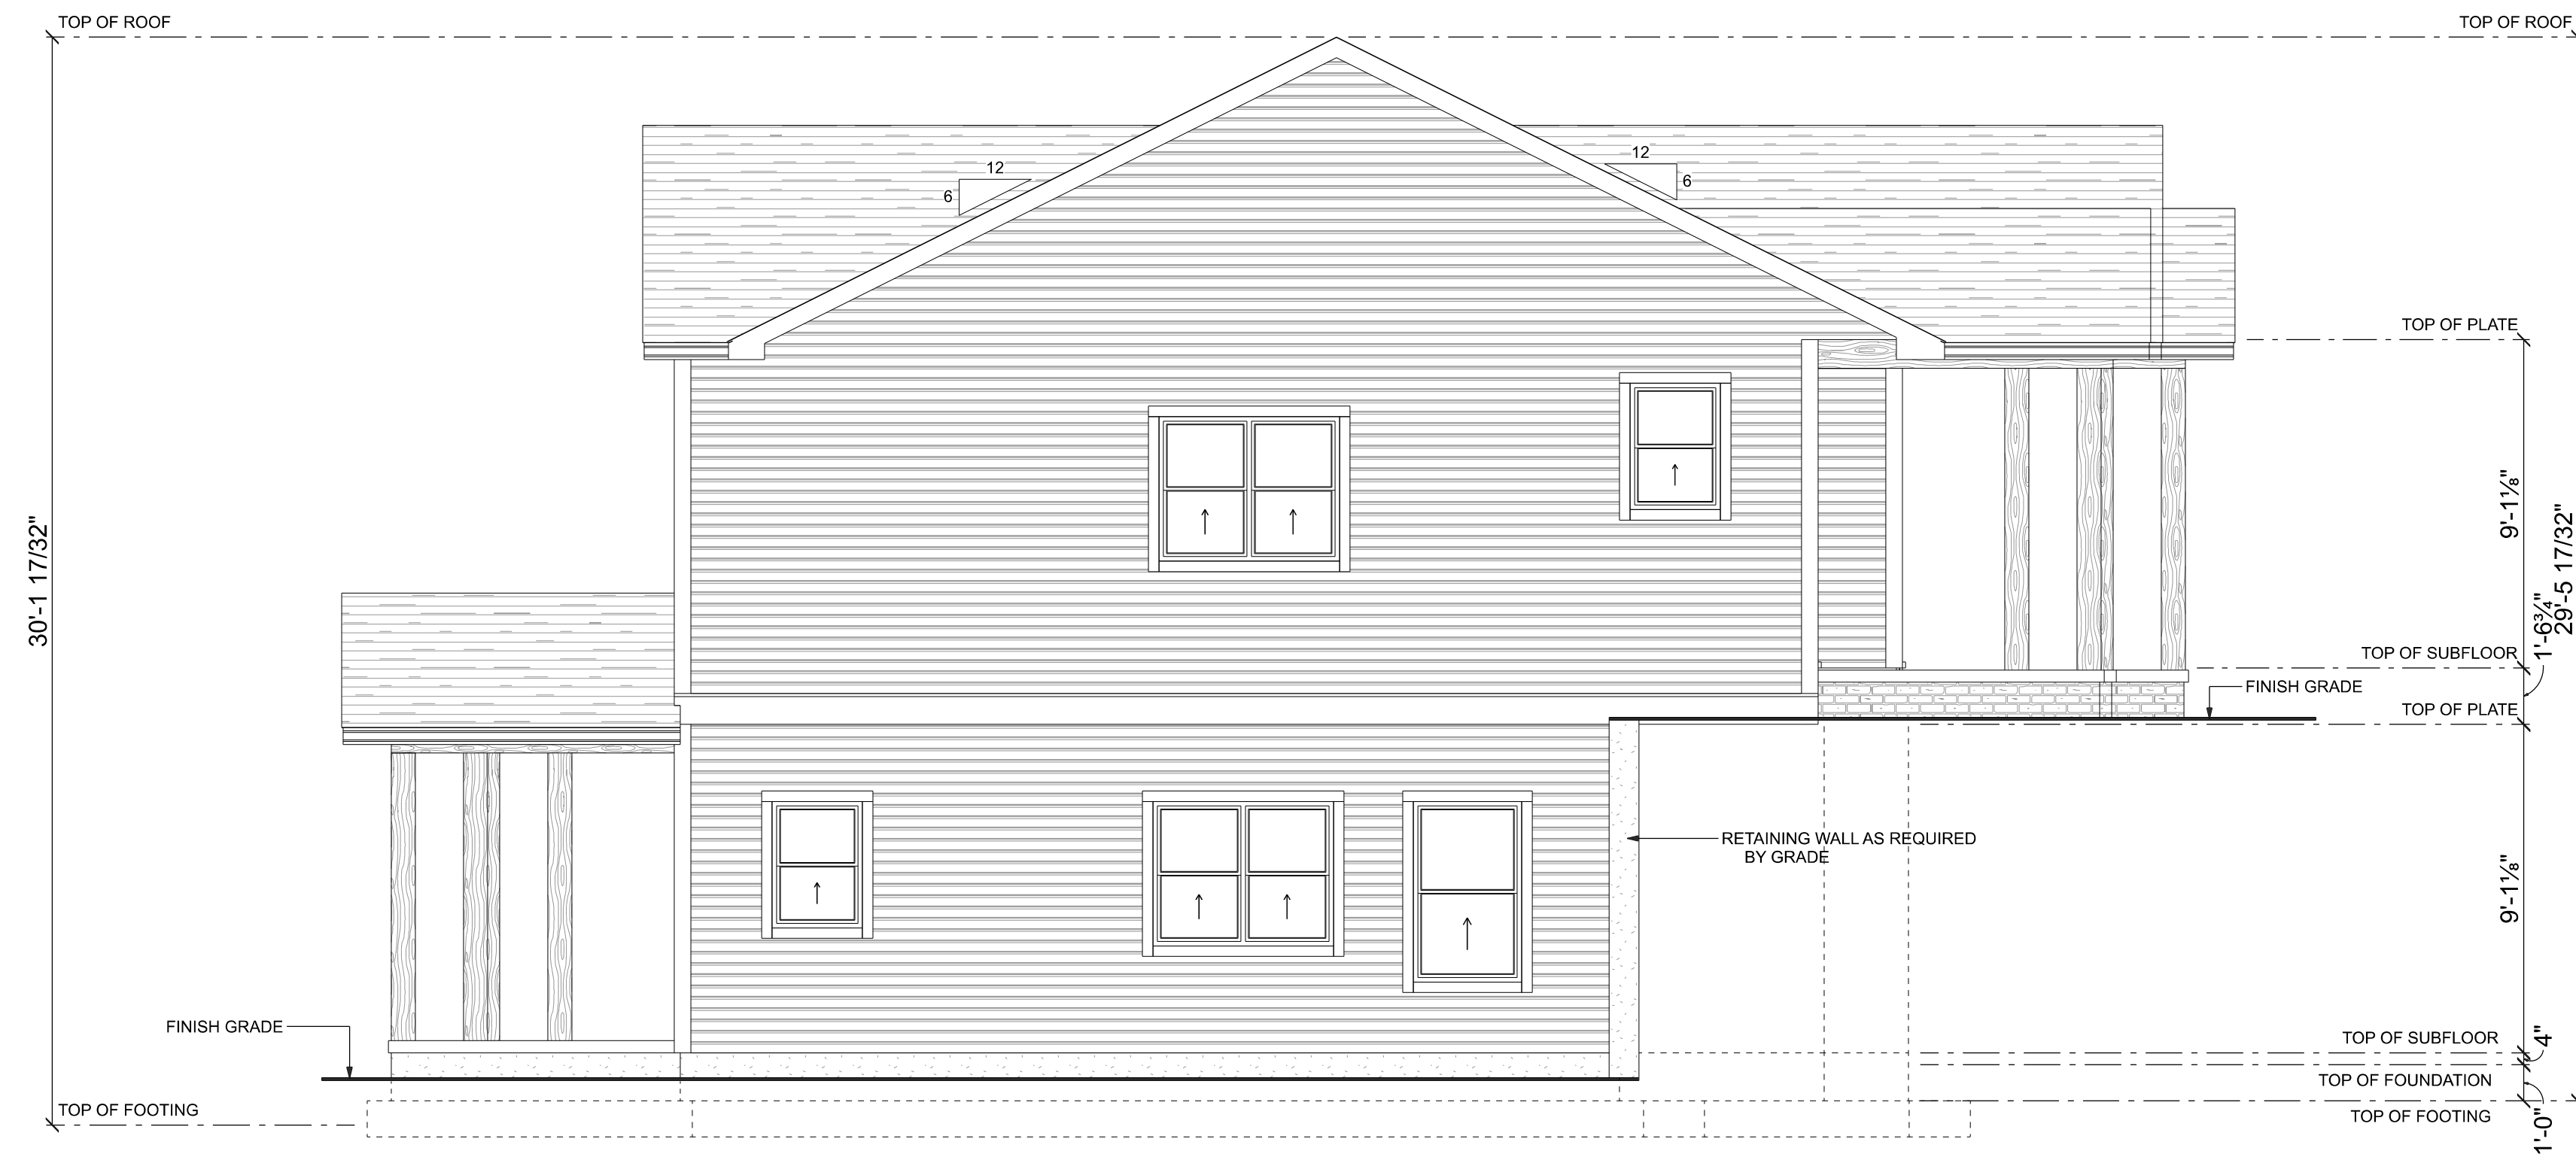 TOP OF ROOF
TOP OF ROOF
12
6
12
6
TOP OF PLATE
9'-1⅛"
30'-1 17/32"
29'-5 17/32"
1'-6¾"
TOP OF SUBFLOOR
FINISH GRADE
TOP OF PLATE
RETAINING WALL AS REQUIRED
BY GRADE
9'-1⅛"
FINISH GRADE
TOP OF SUBFLOOR
4"
TOP OF FOUNDATION
TOP OF FOOTING
TOP OF FOOTING
1'-0"